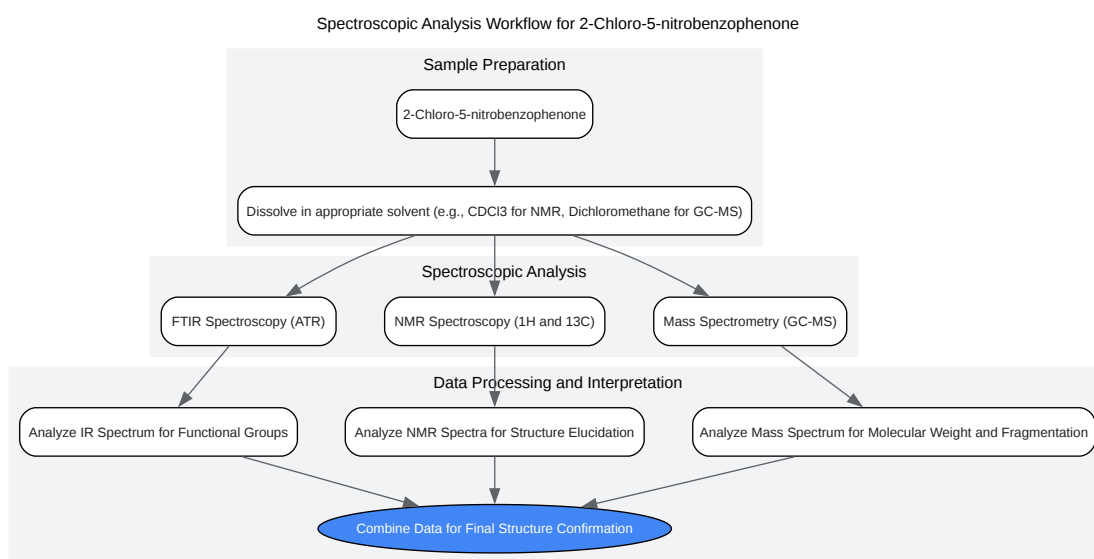 Spectroscopic Analysis Workflow for 2-Chloro-5-nitrobenzophenone
Sample Preparation
2-Chloro-5-nitrobenzophenone
Dissolve in appropriate solvent (e.g., CDCl3 for NMR, Dichloromethane for GC-MS)
Spectroscopic Analysis
FTIR Spectroscopy (ATR)
NMR Spectroscopy (1H and 13C)
Mass Spectrometry (GC-MS)
Data Processing and Interpretation
Analyze IR Spectrum for Functional Groups
Analyze NMR Spectra for Structure Elucidation
Analyze Mass Spectrum for Molecular Weight and Fragmentation
Combine Data for Final Structure Confirmation